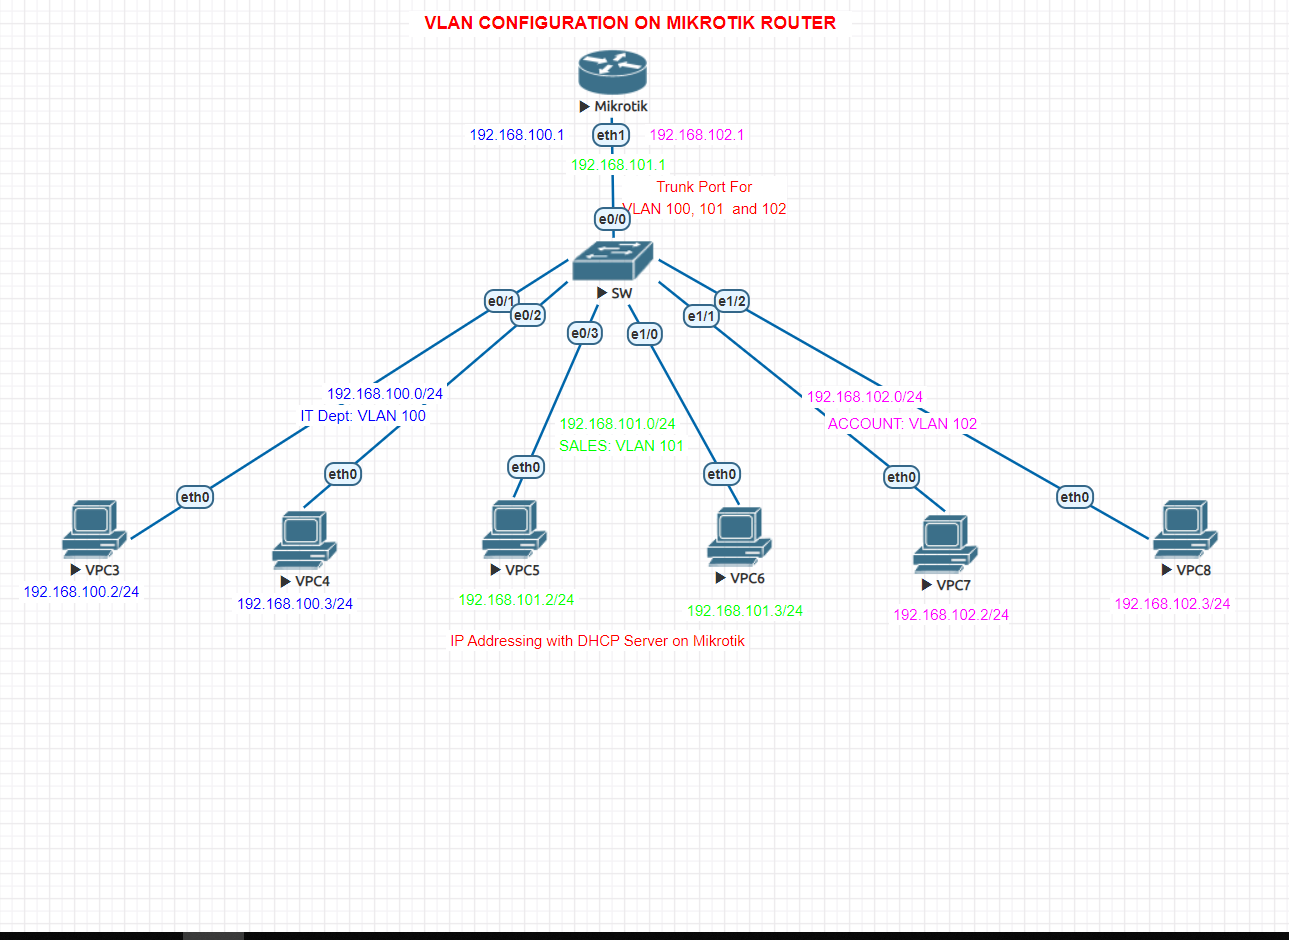 VLAN CONFIGURATION ON MIKROTIK ROUTER
Mikrotik
192.168.100.1
eth1
192.168.102.1
192.168.101.1
Trunk Port For
VLAN 100, 101 and 102
e0/0
SW
e0/1
e0/2
e0/3
e1/0
e1/1
e1/2
192.168.100.0/24
IT Dept: VLAN 100
192.168.101.0/24
SALES: VLAN 101
192.168.102.0/24
ACCOUNT: VLAN 102
eth0
eth0
eth0
eth0
eth0
eth0
VPC3
192.168.100.2/24
VPC4
192.168.100.3/24
VPC5
192.168.101.2/24
VPC6
192.168.101.3/24
VPC7
192.168.102.2/24
VPC8
192.168.102.3/24
IP Addressing with DHCP Server on Mikrotik